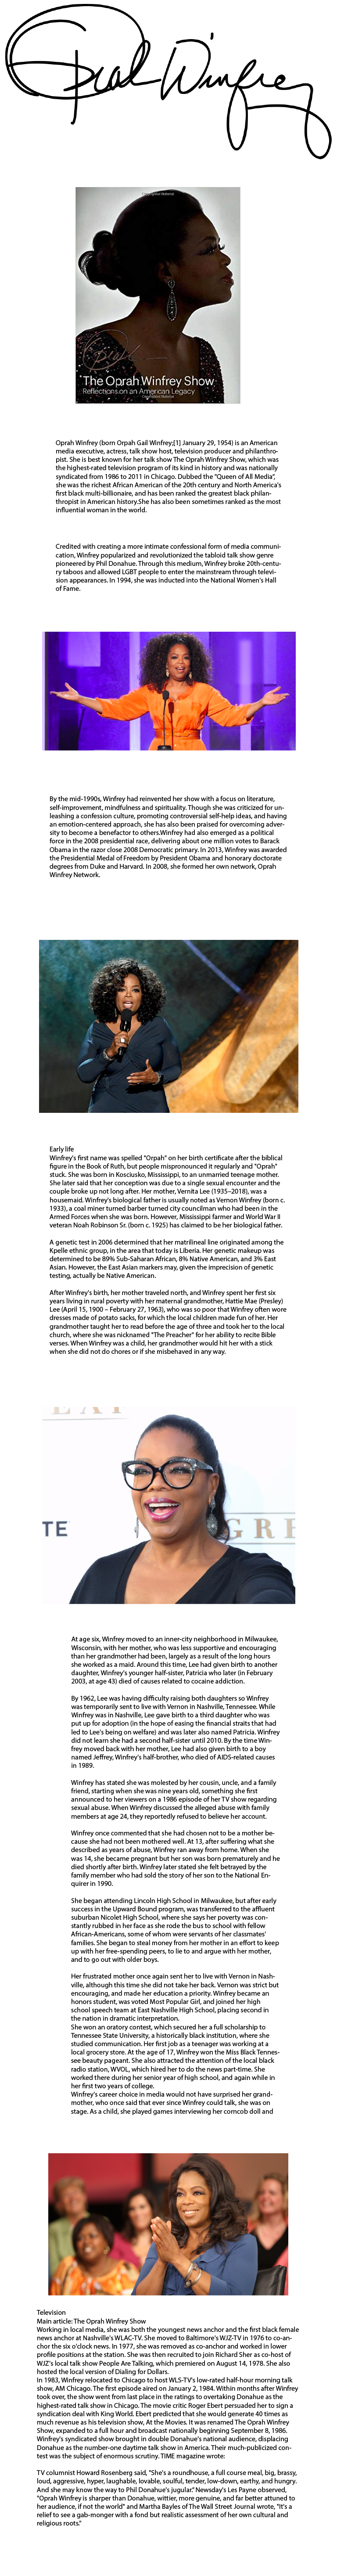 Oprah Winfrey
The Oprah Winfrey Show
Reflections on an American Legacy
Oprah Winfrey (born Orpah Gail Winfrey;[1] January 29, 1954) is an American
media executive, actress, talk show host, television producer and philanthro-
pist. She is best known for her talk show The Oprah Winfrey Show, which was
the highest-rated television program of its kind in history and was nationally
syndicated from 1986 to 2011 in Chicago. Dubbed the "Queen of All Media",
she was the richest African American of the 20th century and North America's
first black multi-billionaire, and has been ranked the greatest black philan-
thropist in American history.She has also been sometimes ranked as the most
influential woman in the world.
Credited with creating a more intimate confessional form of media communi-
cation, Winfrey popularized and revolutionized the tabloid talk show genre
pioneered by Phil Donahue. Through this medium, Winfrey broke 20th-centu-
ry taboos and allowed LGBT people to enter the mainstream through televi-
sion appearances. In 1994, she was inducted into the National Women's Hall
of Fame.
By the mid-1990s, Winfrey had reinvented her show with a focus on literature,
self-improvement, mindfulness and spirituality. Though she was criticized for un-
leashing a confession culture, promoting controversial self-help ideas, and having
an emotion-centered approach, she has also been praised for overcoming adver-
sity to become a benefactor to others.Winfrey had also emerged as a political
force in the 2008 presidential race, delivering about one million votes to Barack
Obama in the razor close 2008 Democratic primary. In 2013, Winfrey was awarded
the Presidential Medal of Freedom by President Obama and honorary doctorate
degrees from Duke and Harvard. In 2008, she formed her own network, Oprah
Winfrey Network.
Early life
Winfrey's first name was spelled "Orpah" on her birth certificate after the biblical
figure in the Book of Ruth, but people mispronounced it regularly and "Oprah"
stuck. She was born in Kosciusko, Mississippi, to an unmarried teenage mother.
She later said that her conception was due to a single sexual encounter and the
couple broke up not long after. Her mother, Vernita Lee (1935–2018), was a
housemaid. Winfrey's biological father is usually noted as Vernon Winfrey (born c.
1933), a coal miner turned barber turned city councilman who had been in the
Armed Forces when she was born. However, Mississippi farmer and World War II
veteran Noah Robinson Sr. (born c. 1925) has claimed to be her biological father.
A genetic test in 2006 determined that her matrilineal line originated among the
Kpelle ethnic group, in the area that today is Liberia. Her genetic makeup was
determined to be 89% Sub-Saharan African, 8% Native American, and 3% East
Asian. However, the East Asian markers may, given the imprecision of genetic
testing, actually be Native American.
After Winfrey's birth, her mother traveled north, and Winfrey spent her first six
years living in rural poverty with her maternal grandmother, Hattie Mae (Presley)
Lee (April 15, 1900 – February 27, 1963), who was so poor that Winfrey often wore
dresses made of potato sacks, for which the local children made fun of her. Her
grandmother taught her to read before the age of three and took her to the local
church, where she was nicknamed "The Preacher" for her ability to recite Bible
verses. When Winfrey was a child, her grandmother would hit her with a stick
when she did not do chores or if she misbehaved in any way.
EAT
TE
GRE
At age six, Winfrey moved to an inner-city neighborhood in Milwaukee,
Wisconsin, with her mother, who was less supportive and encouraging
than her grandmother had been, largely as a result of the long hours
she worked as a maid. Around this time, Lee had given birth to another
daughter, Winfrey's younger half-sister, Patricia who later (in February
2003, at age 43) died of causes related to cocaine addiction.
By 1962, Lee was having difficulty raising both daughters so Winfrey
was temporarily sent to live with Vernon in Nashville, Tennessee. While
Winfrey was in Nashville, Lee gave birth to a third daughter who was
put up for adoption (in the hope of easing the financial straits that had
led to Lee's being on welfare) and was later also named Patricia. Winfrey
did not learn she had a second half-sister until 2010. By the time Win-
frey moved back with her mother, Lee had also given birth to a boy
named Jeffrey, Winfrey's half-brother, who died of AIDS-related causes
in 1989.
Winfrey has stated she was molested by her cousin, uncle, and a family
friend, starting when she was nine years old, something she first
announced to her viewers on a 1986 episode of her TV show regarding
sexual abuse. When Winfrey discussed the alleged abuse with family
members at age 24, they reportedly refused to believe her account.
Winfrey once commented that she had chosen not to be a mother be-
cause she had not been mothered well. At 13, after suffering what she
described as years of abuse, Winfrey ran away from home. When she
was 14, she became pregnant but her son was born prematurely and he
died shortly after birth. Winfrey later stated she felt betrayed by the
family member who had sold the story of her son to the National En-
quirer in 1990.
She began attending Lincoln High School in Milwaukee, but after early
success in the Upward Bound program, was transferred to the affluent
suburban Nicolet High School, where she says her poverty was con-
stantly rubbed in her face as she rode the bus to school with fellow
African-Americans, some of whom were servants of her classmates'
families. She began to steal money from her mother in an effort to keep
up with her free-spending peers, to lie to and argue with her mother,
and to go out with older boys.
Her frustrated mother once again sent her to live with Vernon in Nash-
ville, although this time she did not take her back. Vernon was strict but
encouraging, and made her education a priority. Winfrey became an
honors student, was voted Most Popular Girl, and joined her high
school speech team at East Nashville High School, placing second in
the nation in dramatic interpretation.
She won an oratory contest, which secured her a full scholarship to
Tennessee State University, a historically black institution, where she
studied communication. Her first job as a teenager was working at a
local grocery store. At the age of 17, Winfrey won the Miss Black Tennes-
see beauty pageant. She also attracted the attention of the local black
radio station, WVOL, which hired her to do the news part-time. She
worked there during her senior year of high school, and again while in
her first two years of college.
Winfrey's career choice in media would not have surprised her grand-
mother, who once said that ever since Winfrey could talk, she was on
stage. As a child, she played games interviewing her corncob doll and
Television
Main article: The Oprah Winfrey Show
Working in local media, she was both the youngest news anchor and the first black female
news anchor at Nashville's WLAC-TV. She moved to Baltimore's WJZ-TV in 1976 to co-an-
chor the six o'clock news. In 1977, she was removed as co-anchor and worked in lower
profile positions at the station. She was then recruited to join Richard Sher as co-host of
WJZ's local talk show People Are Talking, which premiered on August 14, 1978. She also
hosted the local version of Dialing for Dollars.
In 1983, Winfrey relocated to Chicago to host WLS-TV's low-rated half-hour morning talk
show, AM Chicago. The first episode aired on January 2, 1984. Within months after Winfrey
took over, the show went from last place in the ratings to overtaking Donahue as the
highest-rated talk show in Chicago. The movie critic Roger Ebert persuaded her to sign a
syndication deal with King World. Ebert predicted that she would generate 40 times as
much revenue as his television show, At the Movies. It was renamed The Oprah Winfrey
Show, expanded to a full hour and broadcast nationally beginning September 8, 1986.
Winfrey's syndicated show brought in double Donahue's national audience, displacing
Donahue as the number-one daytime talk show in America. Their much-publicized con-
test was the subject of enormous scrutiny. TIME magazine wrote:
TV columnist Howard Rosenberg said, "She's a roundhouse, a full course meal, big, brassy,
loud, aggressive, hyper, laughable, lovable, soulful, tender, low-down, earthy, and hungry.
And she may know the way to Phil Donahue's jugular." Newsday's Les Payne observed,
"Oprah Winfrey is sharper than Donahue, wittier, more genuine, and far better attuned to
her audience, if not the world" and Martha Bayles of The Wall Street Journal wrote, "It's a
relief to see a gab-monger with a fond but realistic assessment of her own cultural and
religious roots."